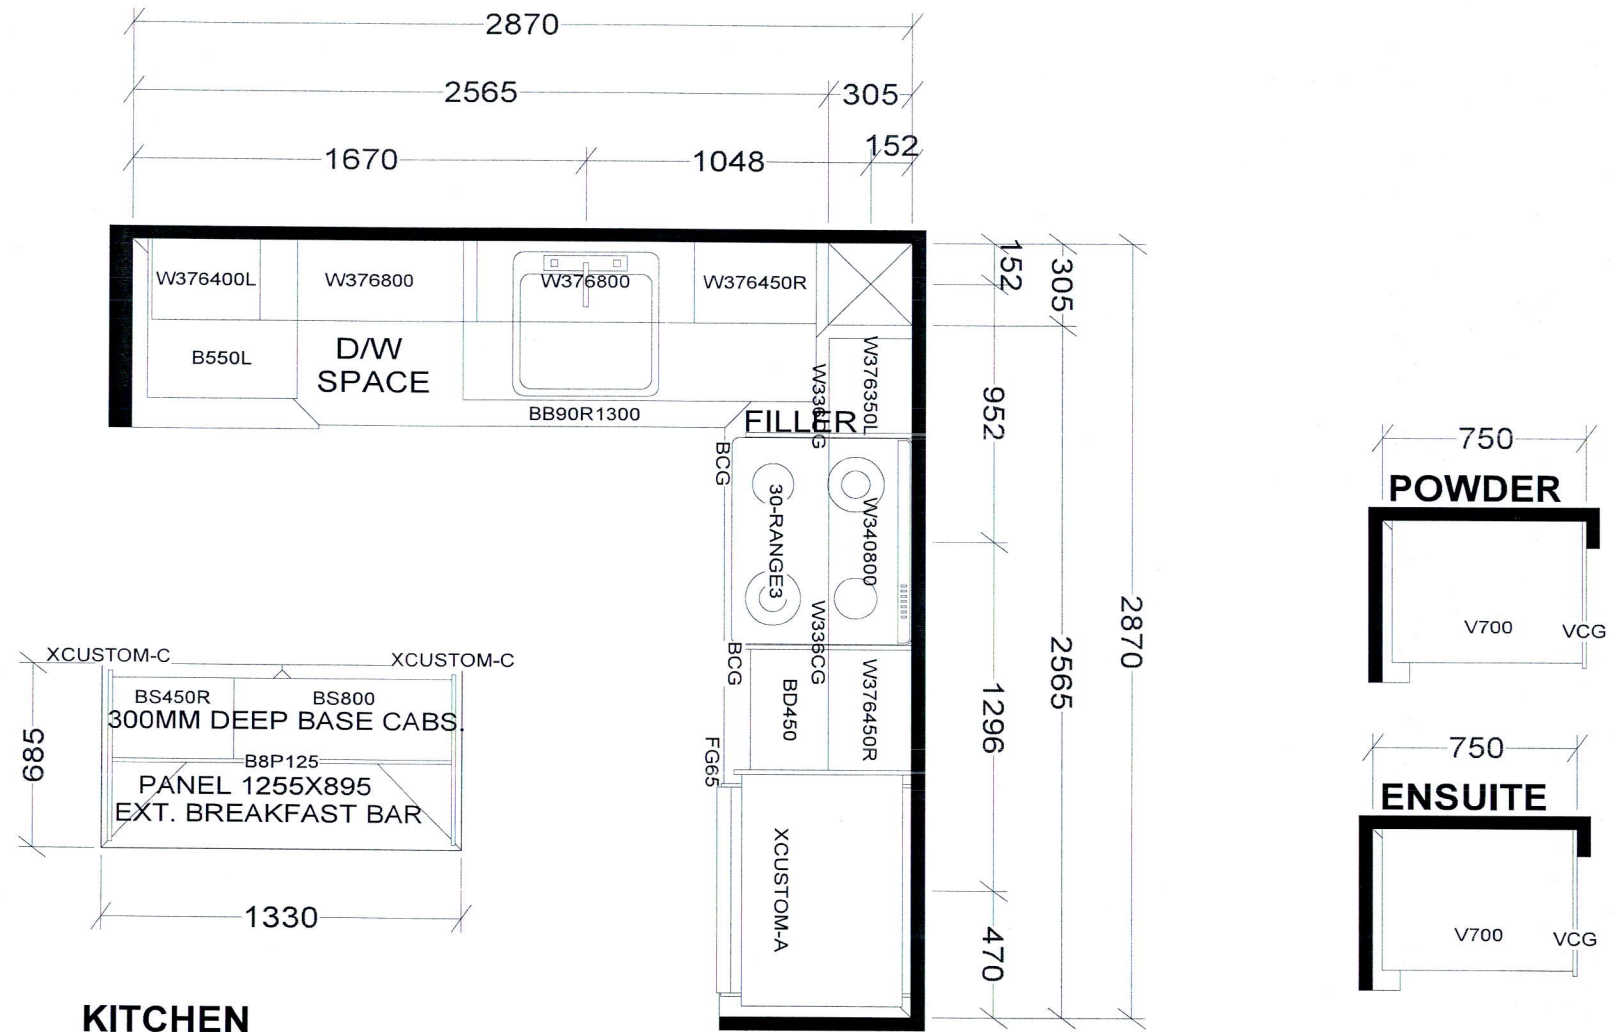 2870
2565
305
1670
1048
152
W376400L
W376800
W376800
W376450R
B550L
D/W
SPACE
BB90R1300
FILLER
W376350L
W336CG
BCG
30-RANGE3
W340800
W336CG
BCG
BD450
W376450R
FG65
XCUSTOM-A
152
305
952
2870
2565
1296
470
XCUSTOM-C
XCUSTOM-C
BS450R
BS800
300MM DEEP BASE CABS.
B8P125
PANEL 1255X895
EXT. BREAKFAST BAR
685
1330
KITCHEN
750
POWDER
V700
VCG
750
ENSUITE
V700
VCG